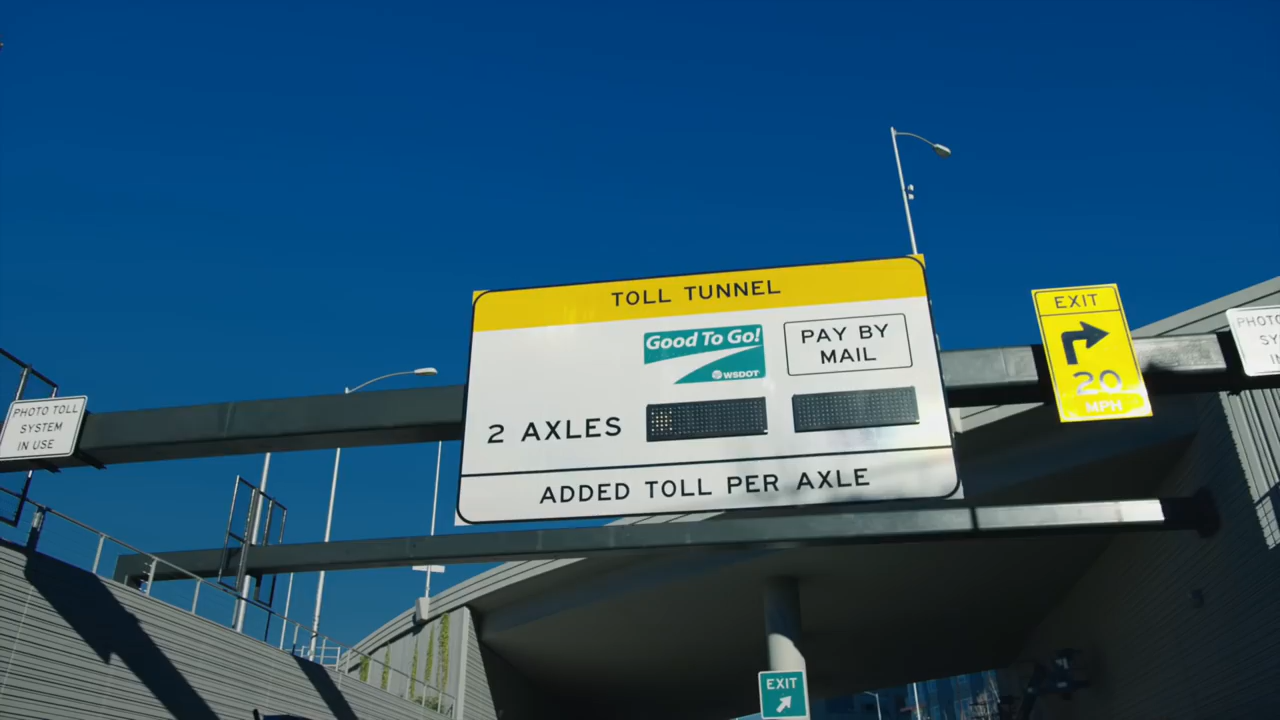 TOLL TUNNEL
Good To Go!
WSDOT
PAY BY
MAIL
2 AXLES
ADDED TOLL PER AXLE
EXIT
20
MPH
PHOTO TOLL
SYSTEM
IN USE
EXIT